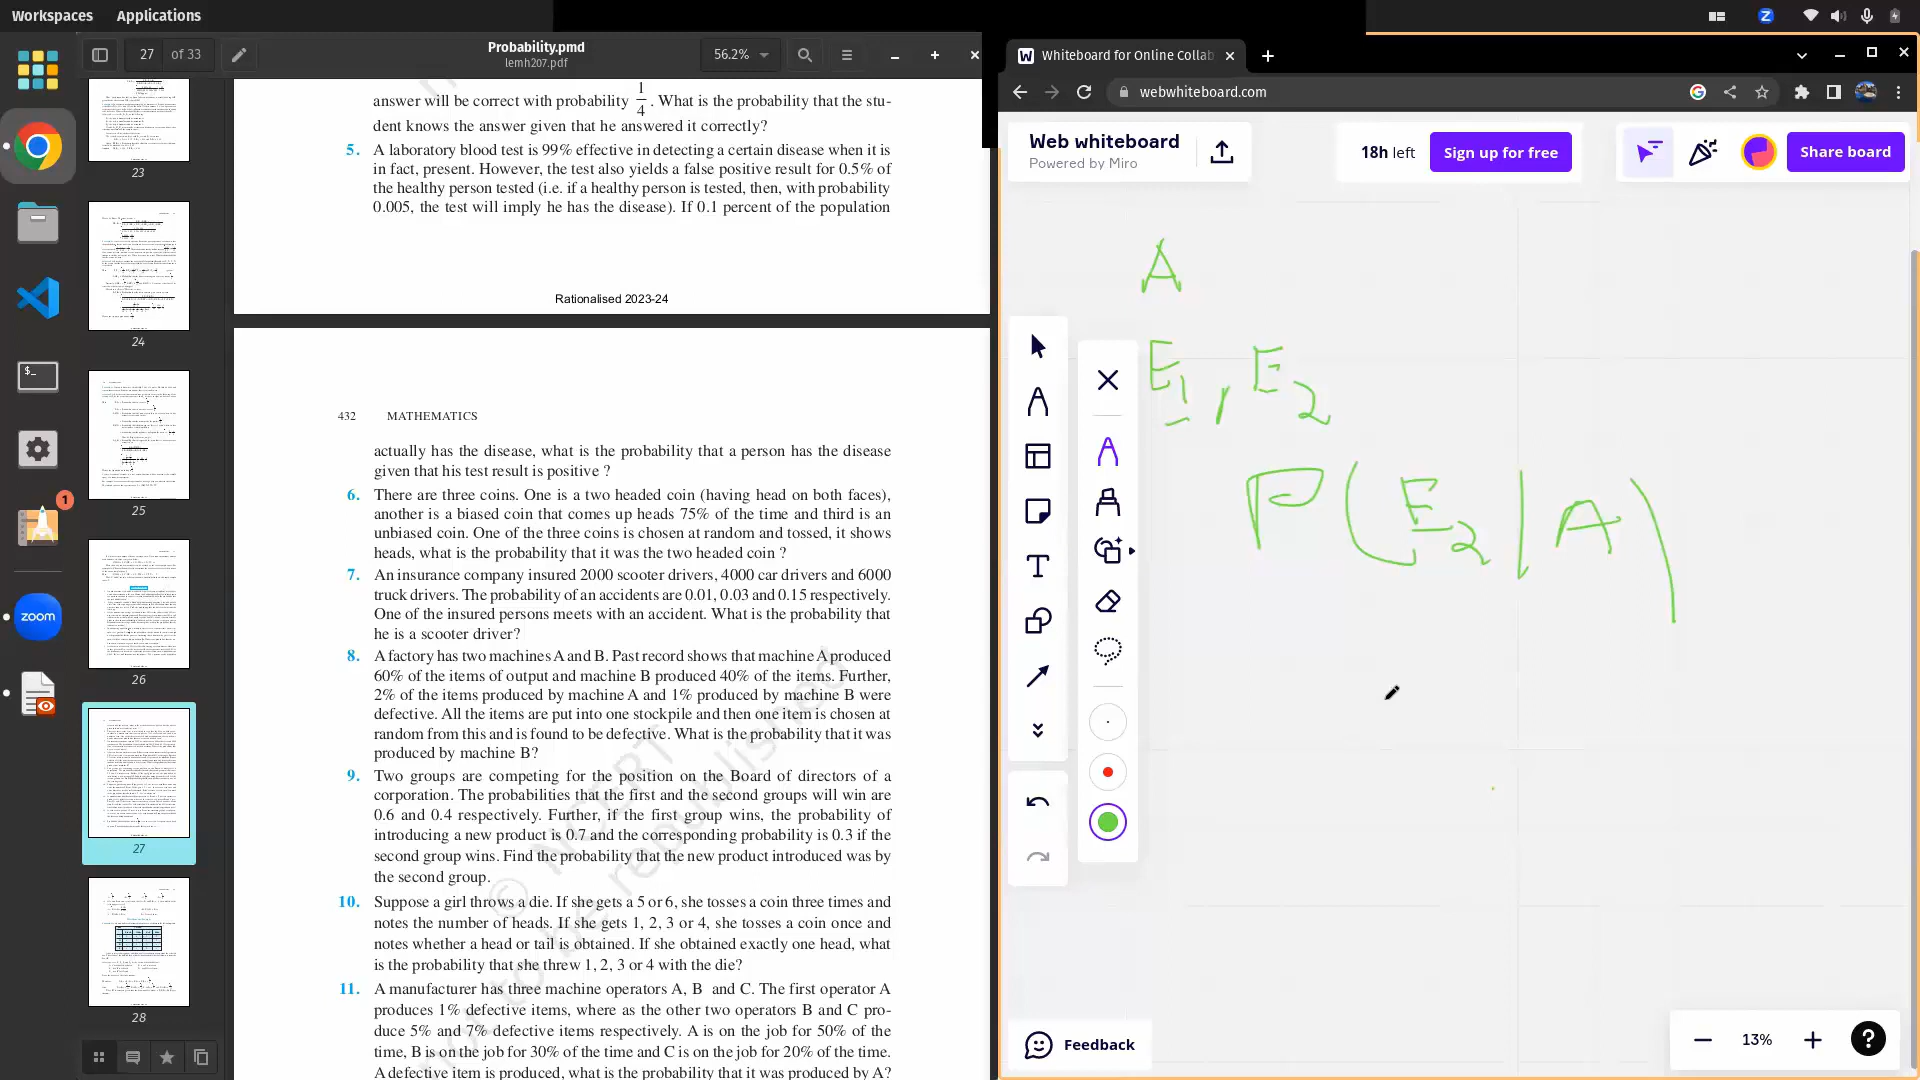 Workspaces Applications
27 of 33
Probability.pmd
lemh207.pdf
56.2%
23
24
25
26
27
28
1
zoom
answer will be correct with probability 1/4 . What is the probability that the stu-
dent knows the answer given that he answered it correctly?
5. A laboratory blood test is 99% effective in detecting a certain disease when it is
in fact, present. However, the test also yields a false positive result for 0.5% of
the healthy person tested (i.e. if a healthy person is tested, then, with probability
0.005, the test will imply he has the disease). If 0.1 percent of the population
Rationalised 2023-24
432 MATHEMATICS
actually has the disease, what is the probability that a person has the disease
given that his test result is positive ?
6. There are three coins. One is a two headed coin (having head on both faces),
another is a biased coin that comes up heads 75% of the time and third is an
unbiased coin. One of the three coins is chosen at random and tossed, it shows
heads, what is the probability that it was the two headed coin ?
7. An insurance company insured 2000 scooter drivers, 4000 car drivers and 6000
truck drivers. The probability of an accidents are 0.01, 0.03 and 0.15 respectively.
One of the insured persons meets with an accident. What is the probability that
he is a scooter driver?
8. A factory has two machines A and B. Past record shows that machine A produced
60% of the items of output and machine B produced 40% of the items. Further,
2% of the items produced by machine A and 1% produced by machine B were
defective. All the items are put into one stockpile and then one item is chosen at
random from this and is found to be defective. What is the probability that it was
produced by machine B?
9. Two groups are competing for the position on the Board of directors of a
corporation. The probabilities that the first and the second groups will win are
0.6 and 0.4 respectively. Further, if the first group wins, the probability of
introducing a new product is 0.7 and the corresponding probability is 0.3 if the
second group wins. Find the probability that the new product introduced was by
the second group.
10. Suppose a girl throws a die. If she gets a 5 or 6, she tosses a coin three times and
notes the number of heads. If she gets 1, 2, 3 or 4, she tosses a coin once and
notes whether a head or tail is obtained. If she obtained exactly one head, what
is the probability that she threw 1, 2, 3 or 4 with the die?
11. A manufacturer has three machine operators A, B and C. The first operator A
produces 1% defective items, where as the other two operators B and C pro-
duce 5% and 7% defective items respectively. A is on the job for 50% of the
time, B is on the job for 30% of the time and C is on the job for 20% of the time.
A defective item is produced, what is the probability that it was produced by A?
© NCERT
to be republished
Whiteboard for Online Collab
webwhiteboard.com
Web whiteboard
Powered by Miro
18h left
Sign up for free
Share board
A
E1 , E2
P(E2|A)
Feedback
13%